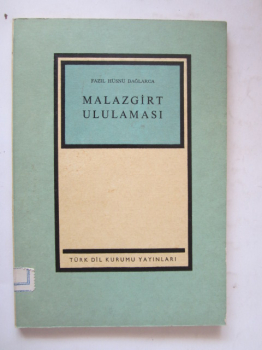 FAZIL HÜSNÜ DAĞLARCA
MALAZGİRT
ULULAMASI
TÜRK DİL KURUMU YAYINLARI